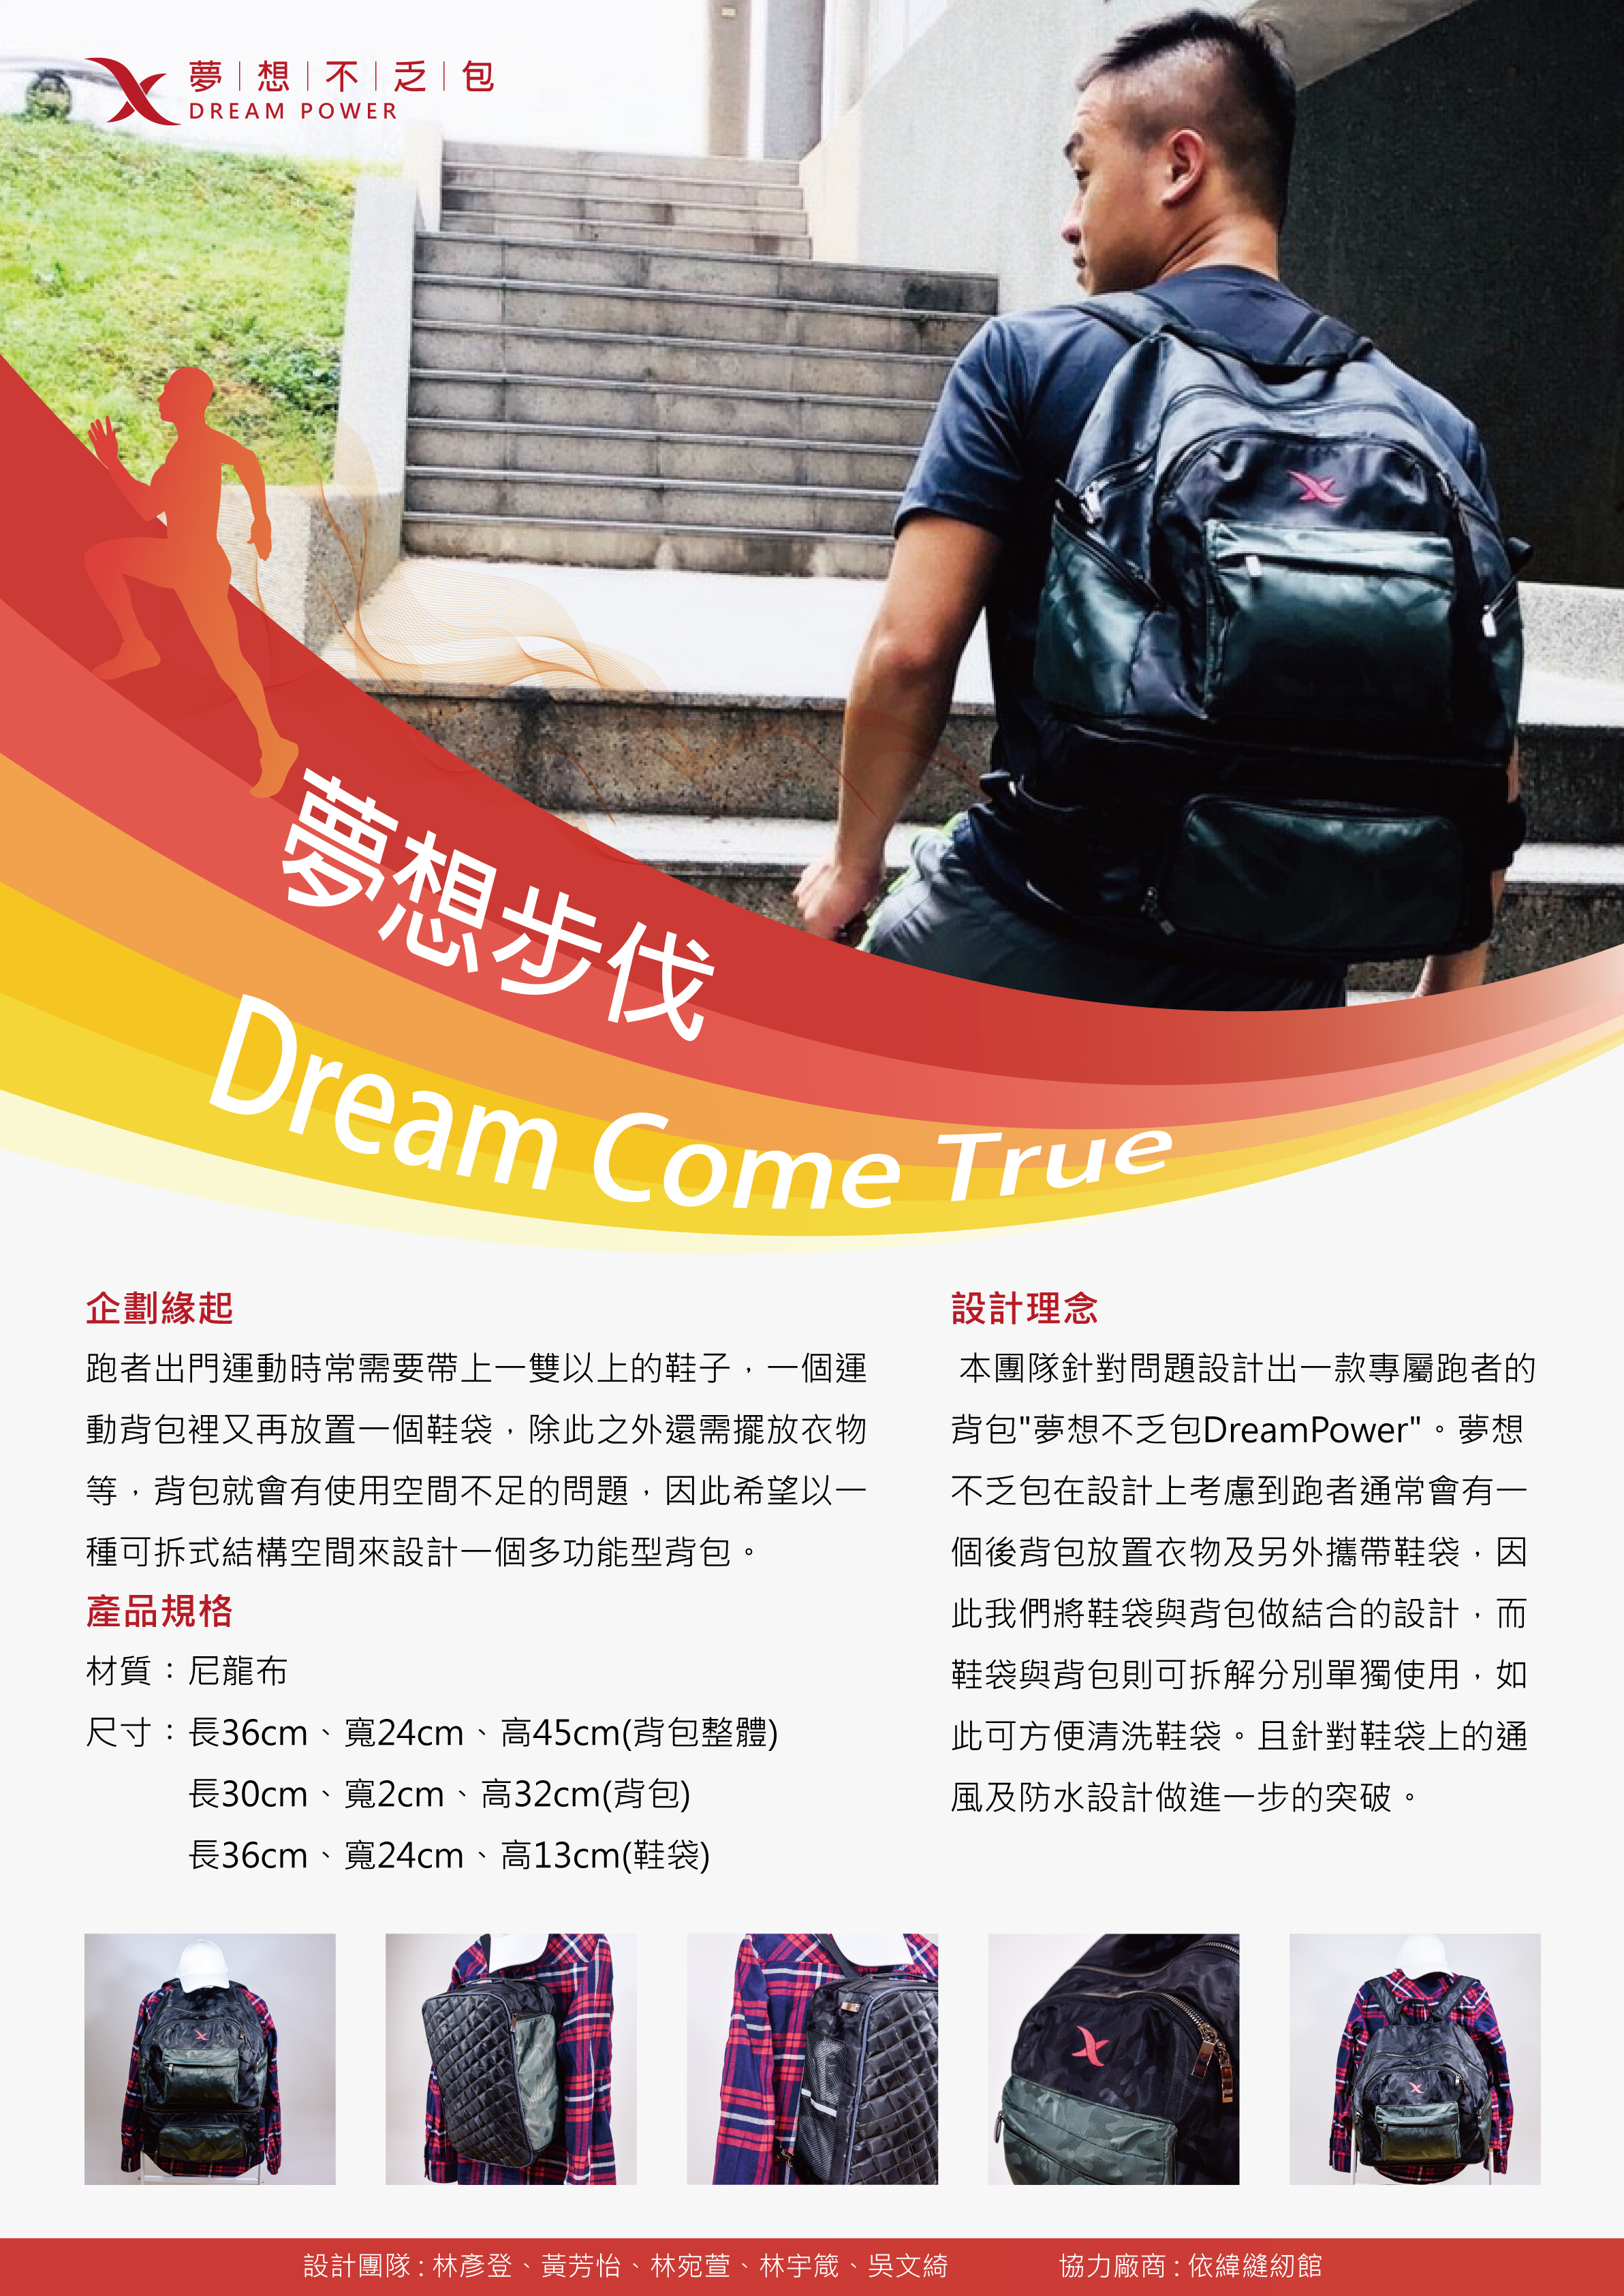 夢|想|不|乏|包
DREAM POWER
夢想步伐
Dream Come True
企劃緣起
跑者出門運動時常需要帶上一雙以上的鞋子，一個運
動背包裡又再放置一個鞋袋，除此之外還需擺放衣物
等，背包就會有使用空間不足的問題，因此希望以一
種可拆式結構空間來設計一個多功能型背包。
產品規格
材質：尼龍布
尺寸：長36cm、寬24cm、高45cm(背包整體)
長30cm、寬2cm、高32cm(背包)
長36cm、寬24cm、高13cm(鞋袋)
設計理念
本團隊針對問題設計出一款專屬跑者的
背包"夢想不乏包DreamPower"。夢想
不乏包在設計上考慮到跑者通常會有一
個後背包放置衣物及另外攜帶鞋袋，因
此我們將鞋袋與背包做結合的設計，而
鞋袋與背包則可拆解分別單獨使用，如
此可方便清洗鞋袋。且針對鞋袋上的通
風及防水設計做進一步的突破。
設計團隊:林彥登、黃芳怡、林宛萱、林宇箴、吳文綺
協力廠商:依緯縫紉館